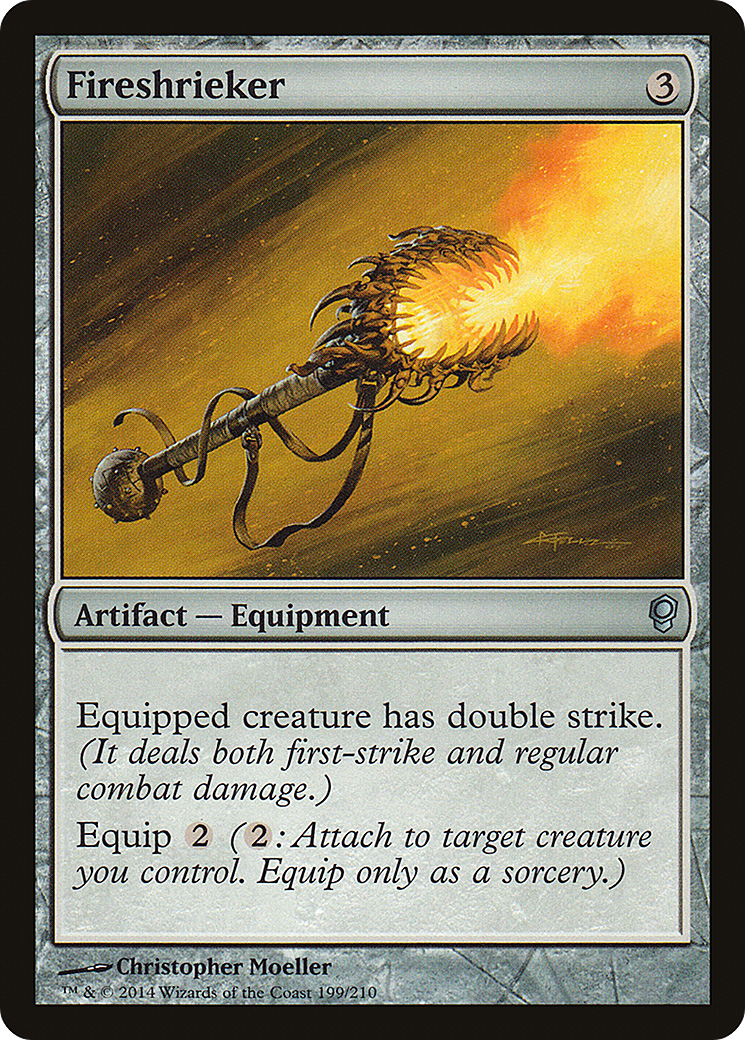 Fireshrieker 3
Artifact — Equipment
Equipped creature has double strike.
(It deals both first-strike and regular
combat damage.)
Equip 2 (2: Attach to target creature
you control. Equip only as a sorcery.)
Christopher Moeller
™ & © 2014 Wizards of the Coast 199/210